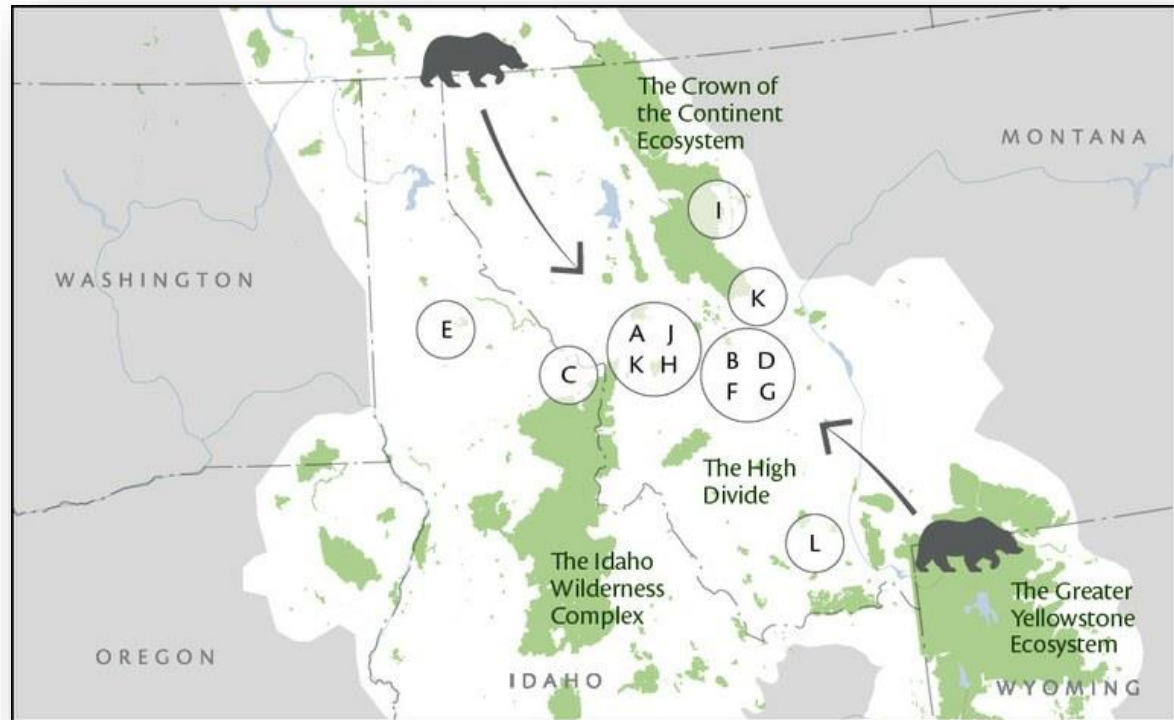 The Crown of
the Continent
Ecosystem
MONTANA
I
WASHINGTON
K
E
A J
K H
B D
F G
C
The High
Divide
L
The Idaho
Wilderness
Complex
The Greater
Yellowstone
Ecosystem
OREGON
IDAHO
WYOMING